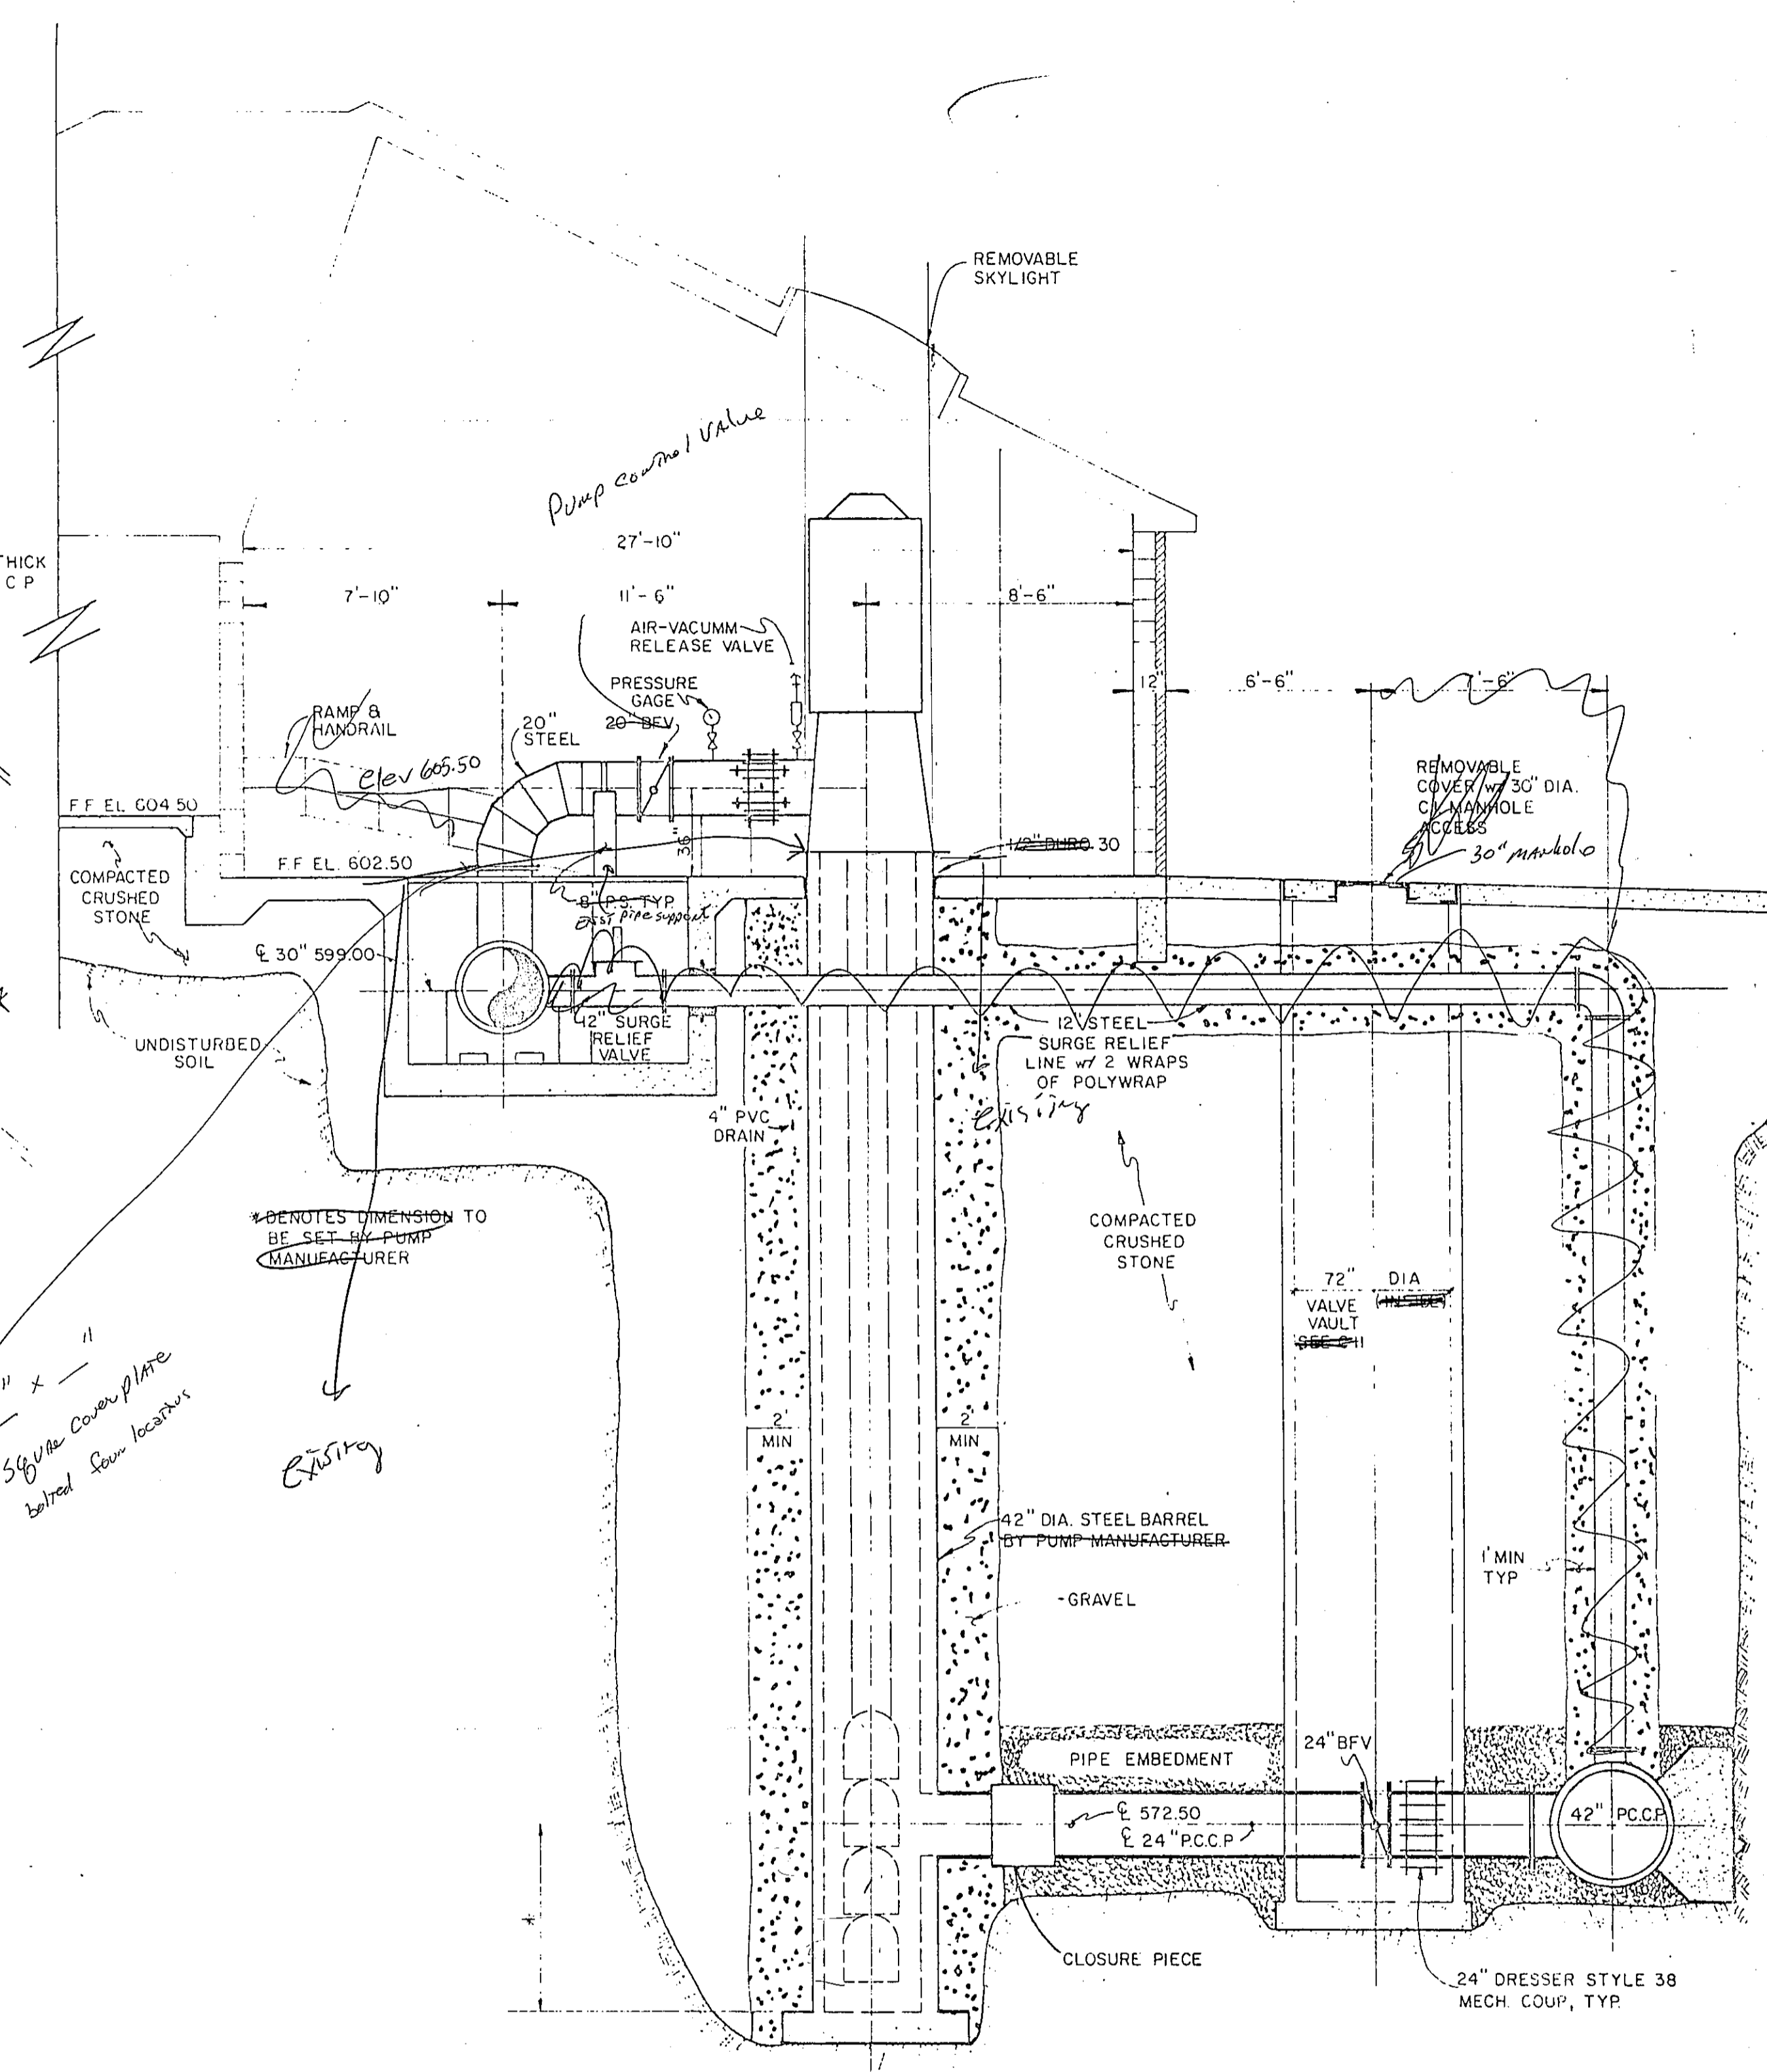 REMOVABLE
SKYLIGHT
Pump control Valve
27'-10"
THICK
C P
7'-10"
11'-6"
8'-6"
AIR-VACUMM
RELEASE VALVE
12"
6'-6"
7'-6"
PRESSURE
GAGE
RAMP &
HANDRAIL
20"
STEEL
20" BFV
elev 605.50
REMOVABLE
COVER w/ 30" DIA.
C.I. MANHOLE
ACCESS
30" MANhole
F.F. EL. 604.50
36"
1/2" DURO 30
F.F. EL. 602.50
COMPACTED
CRUSHED
STONE
8" P.S. TYP.
exist pipe support
℄ 30" 599.00
UNDISTURBED
SOIL
12" SURGE
RELIEF
VALVE
12" STEEL
SURGE RELIEF
LINE w/ 2 WRAPS
OF POLYWRAP
existing
4" PVC
DRAIN
* DENOTES DIMENSION TO
BE SET BY PUMP
MANUFACTURER
COMPACTED
CRUSHED
STONE
72" DIA
(INSIDE)
VALVE
VAULT
SEE C-11
" x — "
square cover plate
bolted four locations
existing
2'
MIN
2'
MIN
42" DIA. STEEL BARREL
BY PUMP MANUFACTURER
1' MIN
TYP
-GRAVEL
24" BFV
PIPE EMBEDMENT
℄ 572.50
℄ 24" P.C.C.P
42" P.C.C.P.
*
CLOSURE PIECE
24" DRESSER STYLE 38
MECH. COUP., TYP.